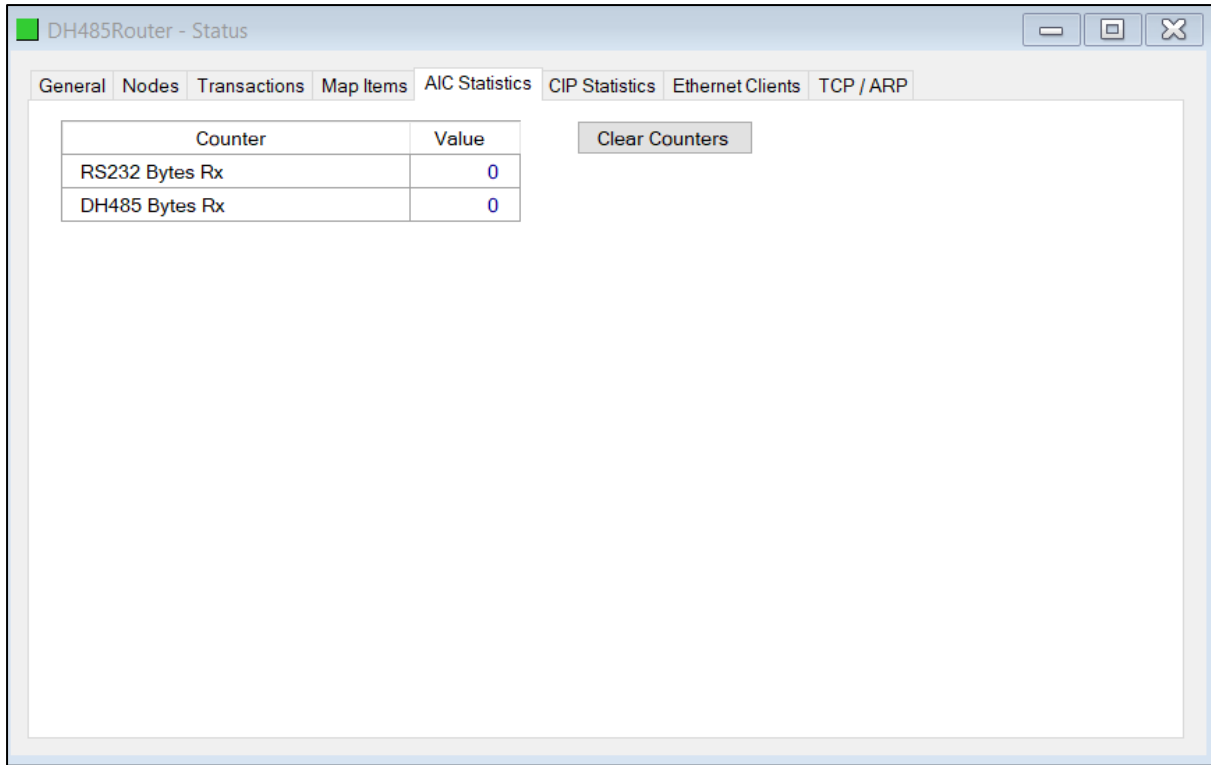 DH485Router - Status
General Nodes Transactions Map Items AIC Statistics CIP Statistics Ethernet Clients TCP / ARP
Counter Value Clear Counters
RS232 Bytes Rx 0
DH485 Bytes Rx 0